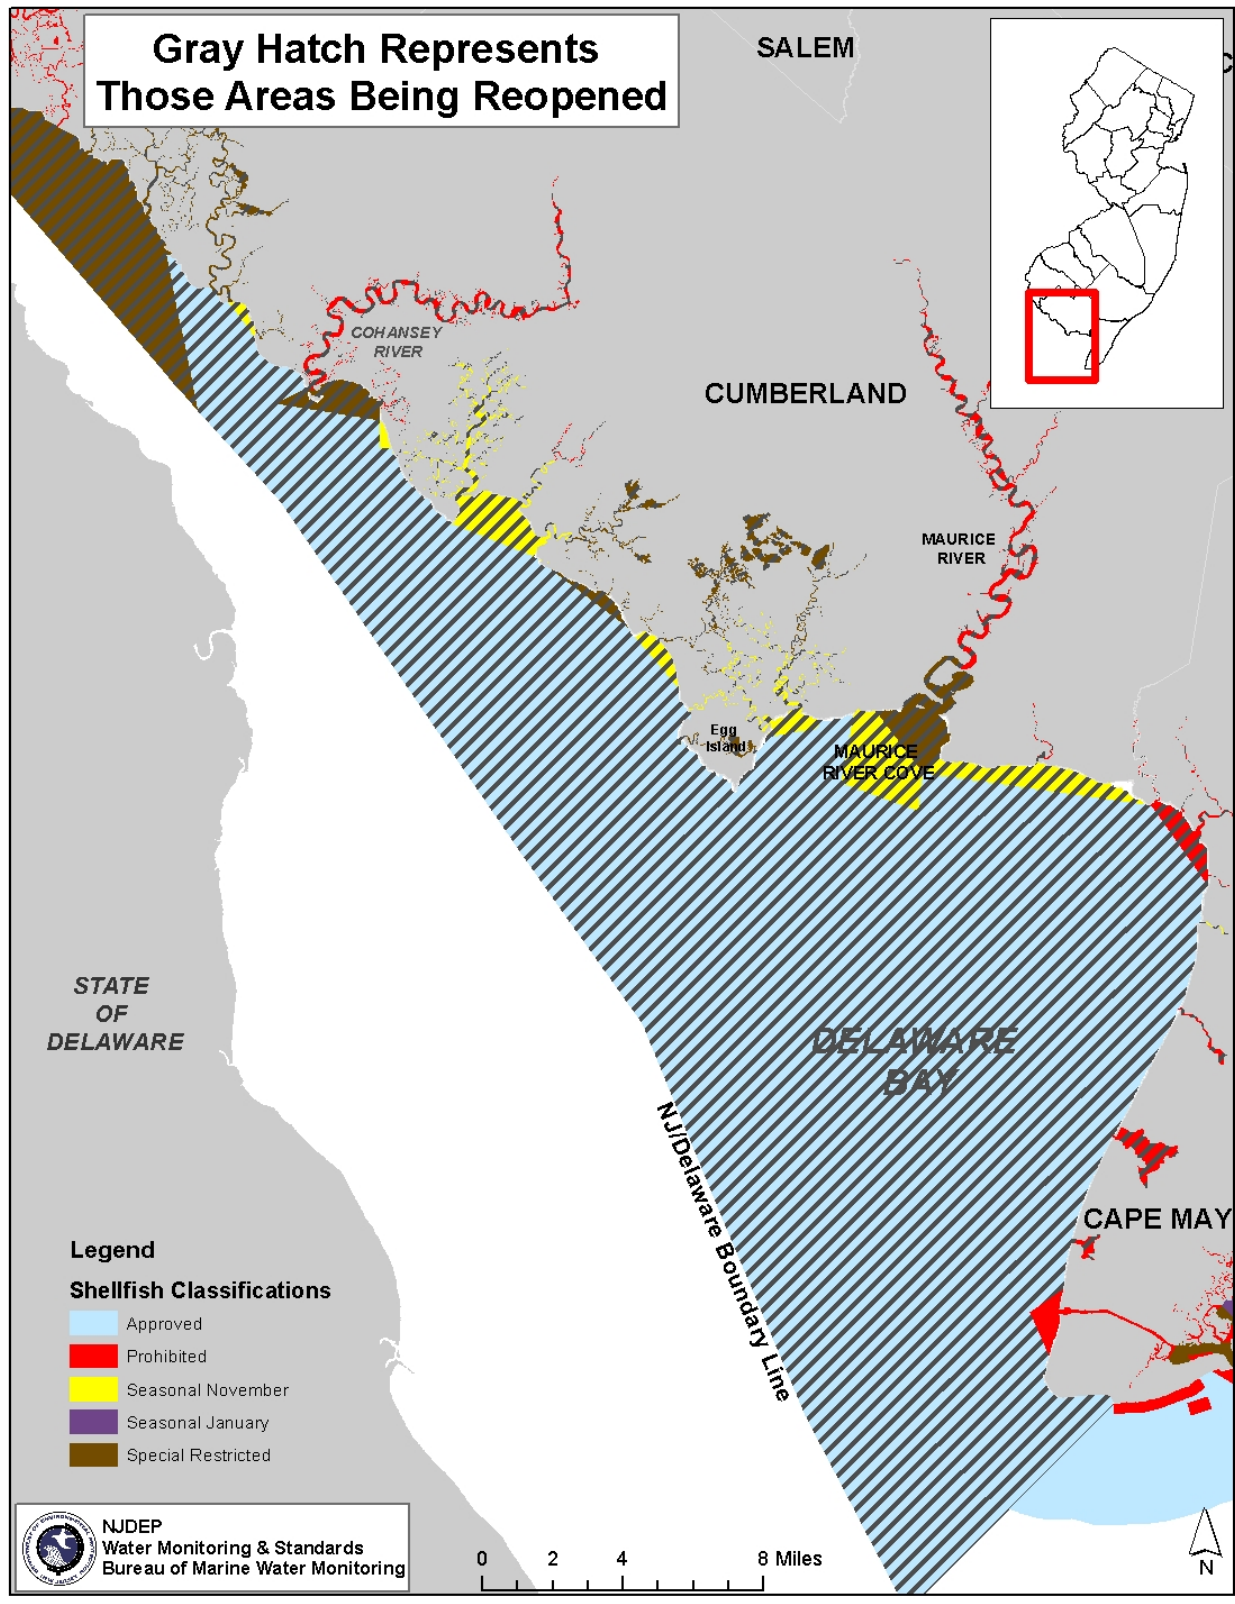 Gray Hatch Represents
Those Areas Being Reopened
SALEM
C
COHANSEY
RIVER
CUMBERLAND
MAURICE
RIVER
Egg
Island
MAURICE
RIVER COVE
STATE
OF
DELAWARE
DELAWARE
BAY
NJ/Delaware Boundary Line
CAPE MAY
Legend
Shellfish Classifications
Approved
Prohibited
Seasonal November
Seasonal January
Special Restricted
NJDEP
Water Monitoring & Standards
Bureau of Marine Water Monitoring
0 2 4 8 Miles
N